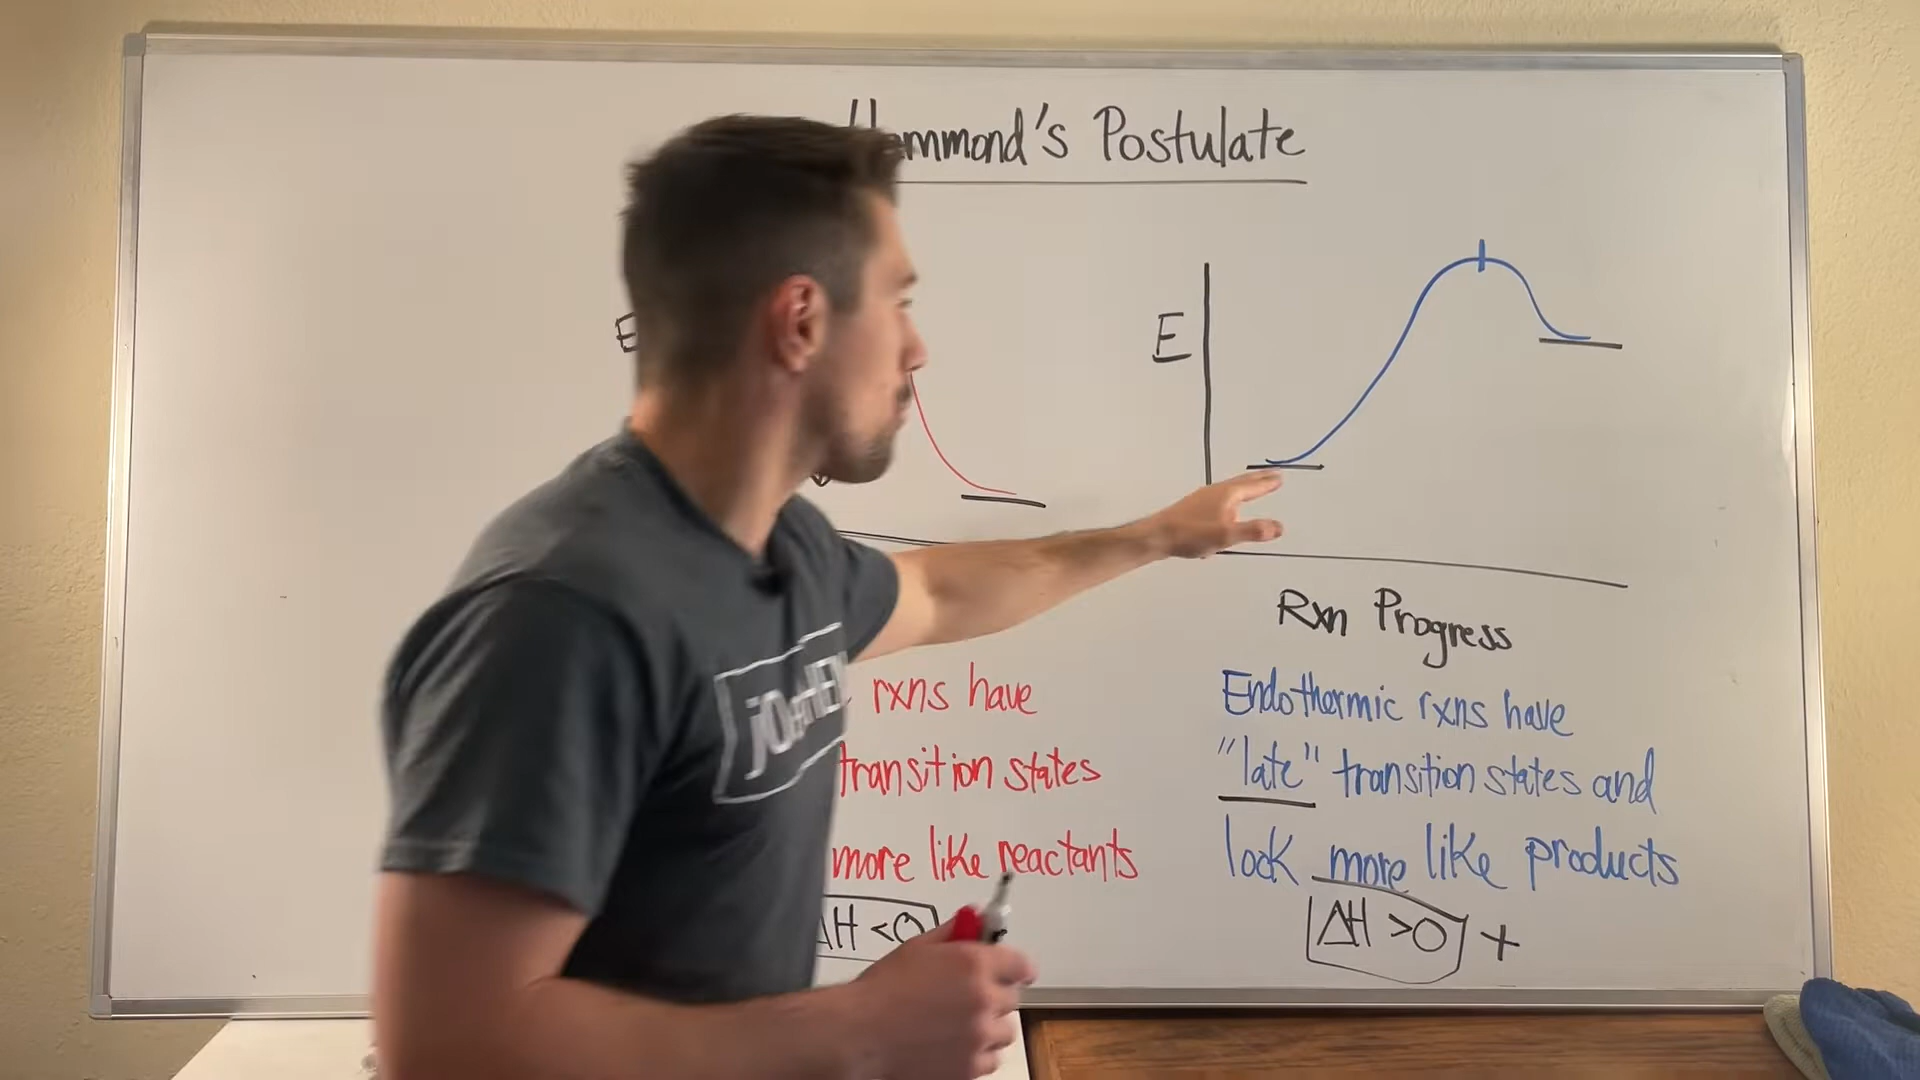 Hammond's Postulate
E
rxns have
transition states
more like reactants
ΔH <0
E
Rxn Progress
Endothermic rxns have
"late" transition states and
look more like products
ΔH >0 +